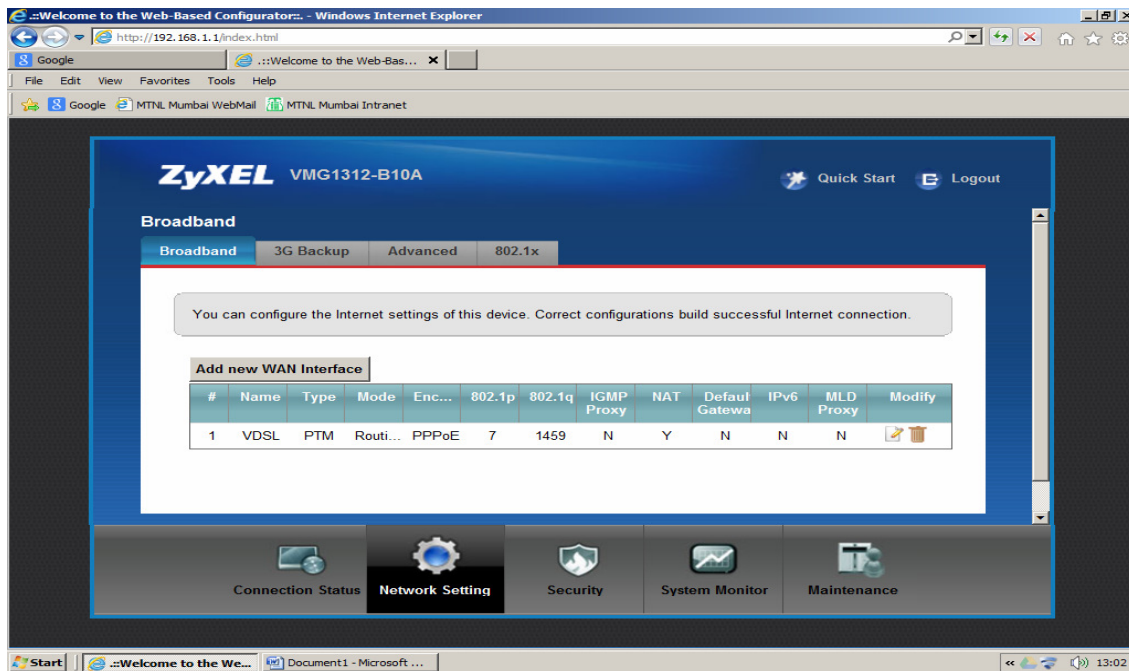 .::Welcome to the Web-Based Configurator::. - Windows Internet Explorer
http://192.168.1.1/index.html
Google
.::Welcome to the Web-Bas...
File Edit View Favorites Tools Help
Google MTNL Mumbai WebMail MTNL Mumbai Intranet
ZyXEL VMG1312-B10A
Quick Start Logout
Broadband
Broadband 3G Backup Advanced 802.1x
You can configure the Internet settings of this device. Correct configurations build successful Internet connection.
Add new WAN Interface
# Name Type Mode Enc... 802.1p 802.1q IGMP Proxy NAT Defaul Gatewa IPv6 MLD Proxy Modify
1 VDSL PTM Routi... PPPoE 7 1459 N Y N N N
Connection Status Network Setting Security System Monitor Maintenance
Start .::Welcome to the We... Document1 - Microsoft ... 13:02